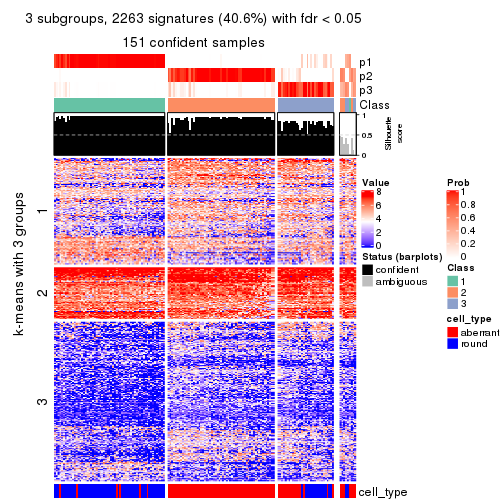 3 subgroups, 2263 signatures (40.6%) with fdr < 0.05
151 confident samples
p1
p2
p3
Class
1
0.5
0
Silhouette
score
k-means with 3 groups
1
2
3
cell_type
Value
8
6
4
2
0
Status (barplots)
confident
ambiguous
Prob
1
0.8
0.6
0.4
0.2
0
Class
1
2
3
cell_type
aberrant
round